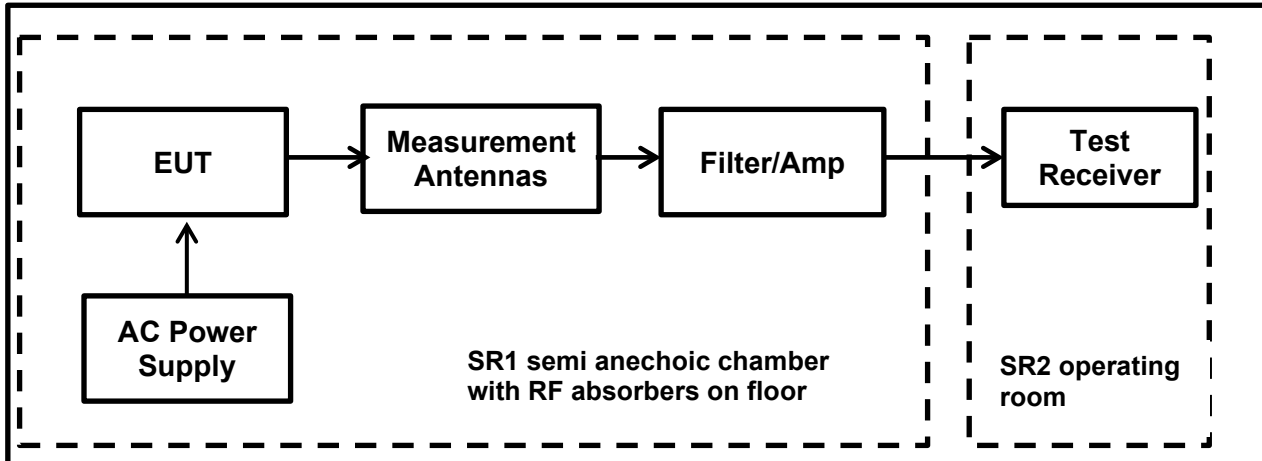 EUT
Measurement
Antennas
Filter/Amp
Test
Receiver
AC Power
Supply
SR1 semi anechoic chamber
with RF absorbers on floor
SR2 operating
room